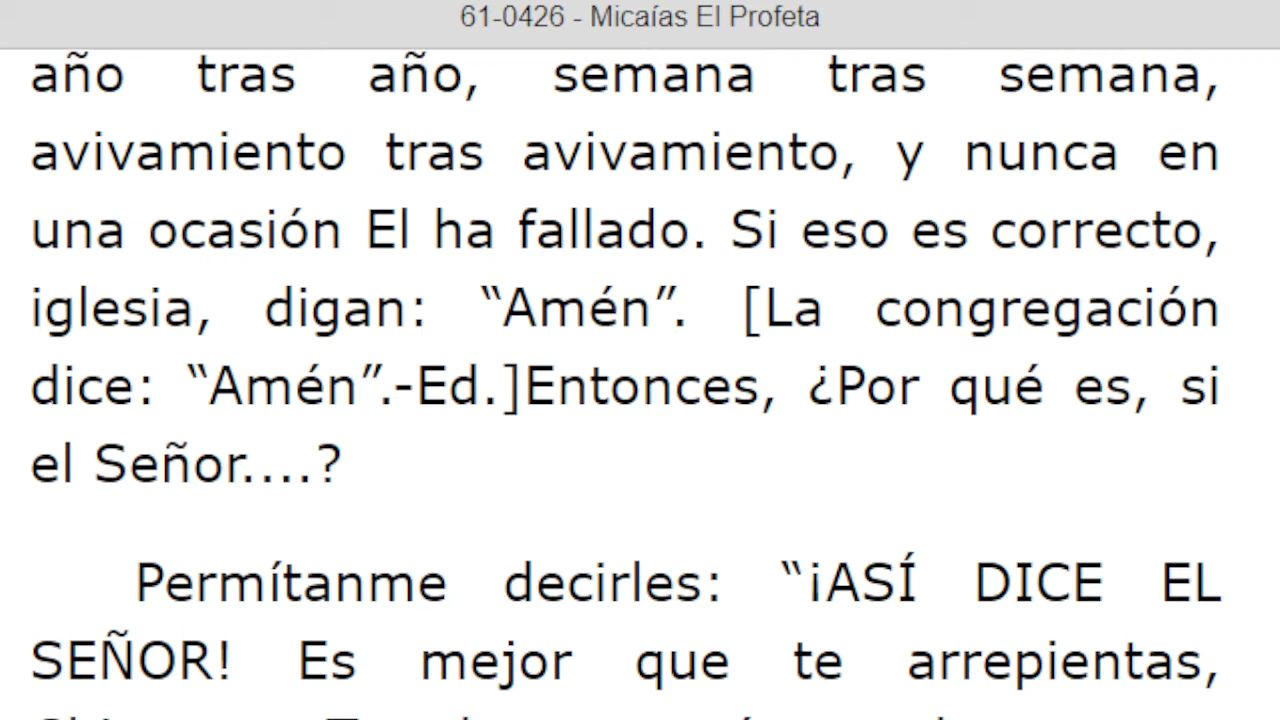 61-0426 - Micaías El Profeta
año tras año, semana tras semana,
avivamiento tras avivamiento, y nunca en
una ocasión El ha fallado. Si eso es correcto,
iglesia, digan: “Amén”. [La congregación
dice: “Amén”.-Ed.]Entonces, ¿Por qué es, si
el Señor....?
Permítanme decirles: “¡ASÍ DICE EL
SEÑOR! Es mejor que te arrepientas,